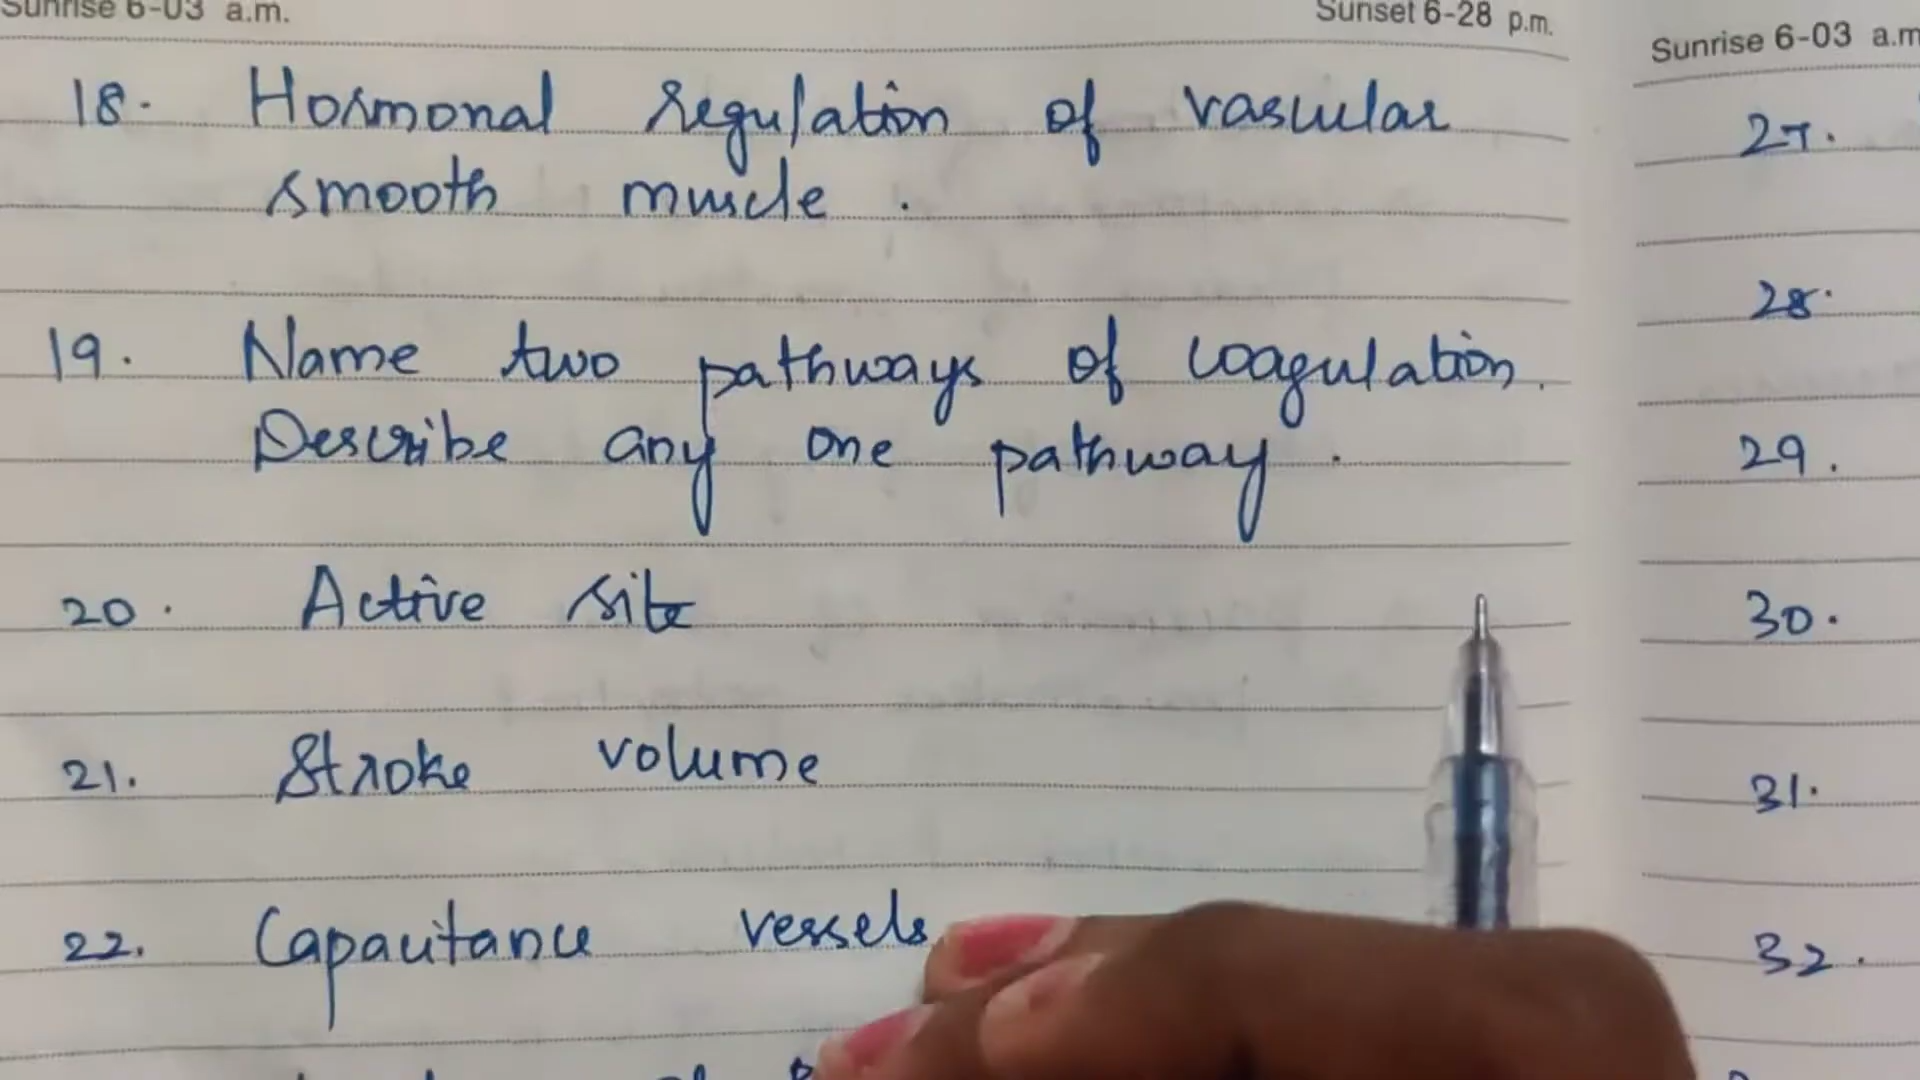 Sunrise 6-03 a.m.
Sunset 6-28 p.m.
18. Hormonal regulation of vascular
smooth muscle.
19. Name two pathways of coagulation.
Describe any one pathway.
20. Active site
21. Stroke volume
22. Capacitance vessels
Sunrise 6-03 a.m
27.
28.
29.
30.
31.
32.